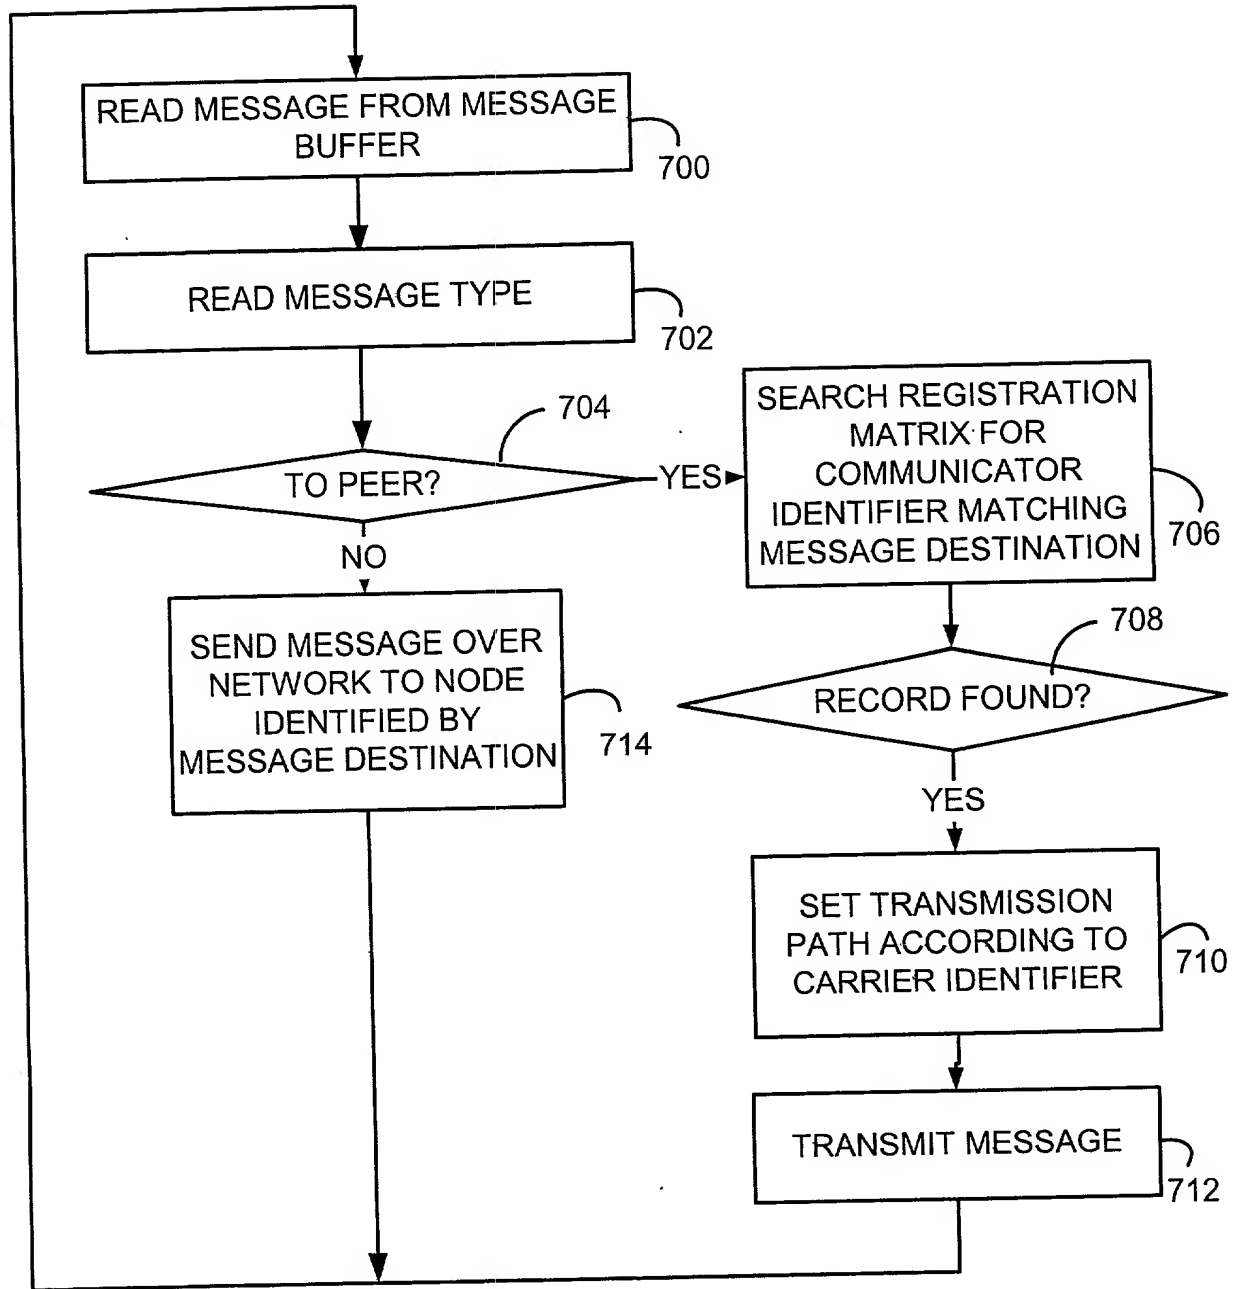 READ MESSAGE FROM MESSAGE
BUFFER
700
READ MESSAGE TYPE
702
704
TO PEER?
YES
NO
SEARCH REGISTRATION
MATRIX FOR
COMMUNICATOR
IDENTIFIER MATCHING
MESSAGE DESTINATION
706
SEND MESSAGE OVER
NETWORK TO NODE
IDENTIFIED BY
MESSAGE DESTINATION
714
708
RECORD FOUND?
YES
SET TRANSMISSION
PATH ACCORDING TO
CARRIER IDENTIFIER
710
TRANSMIT MESSAGE
712